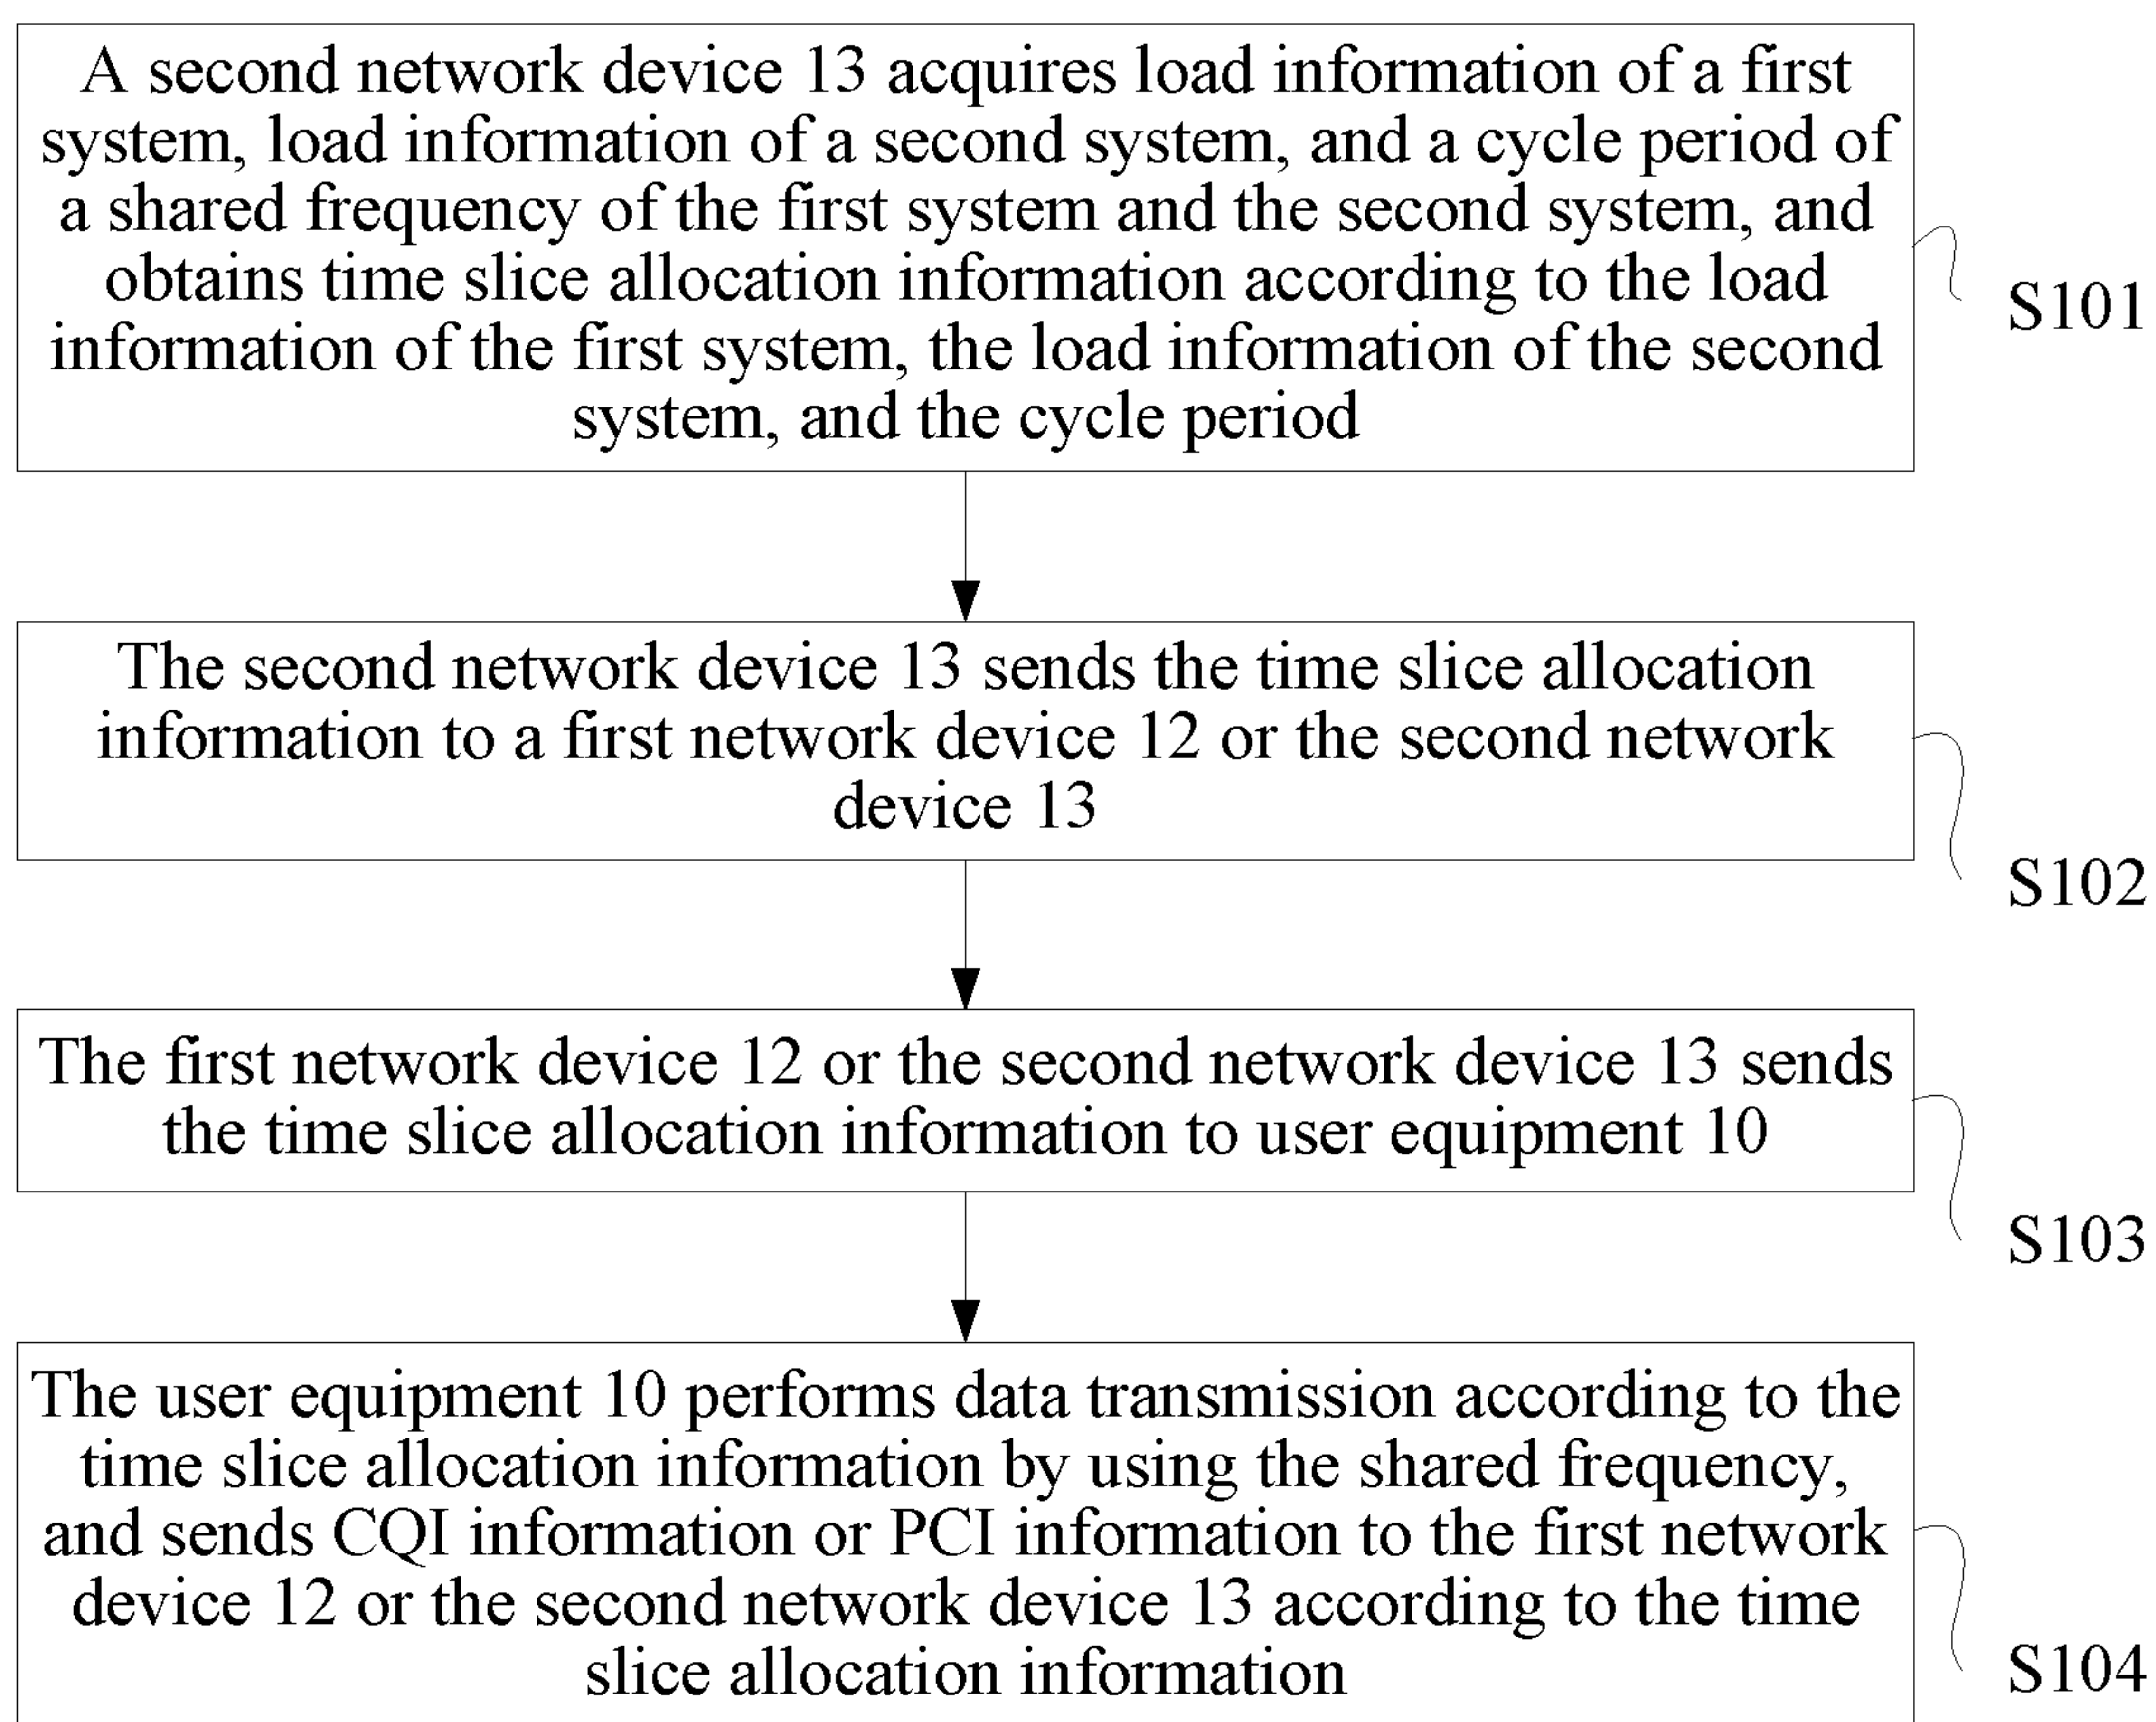 A second network device 13 acquires load information of a first
system, load information of a second system, and a cycle period of
a shared frequency of the first system and the second system, and
obtains time slice allocation information according to the load
information of the first system, the load information of the second
system, and the cycle period
S101
The second network device 13 sends the time slice allocation
information to a first network device 12 or the second network
device 13
S102
The first network device 12 or the second network device 13 sends
the time slice allocation information to user equipment 10
S103
The user equipment 10 performs data transmission according to the
time slice allocation information by using the shared frequency,
and sends CQI information or PCI information to the first network
device 12 or the second network device 13 according to the time
slice allocation information
S104